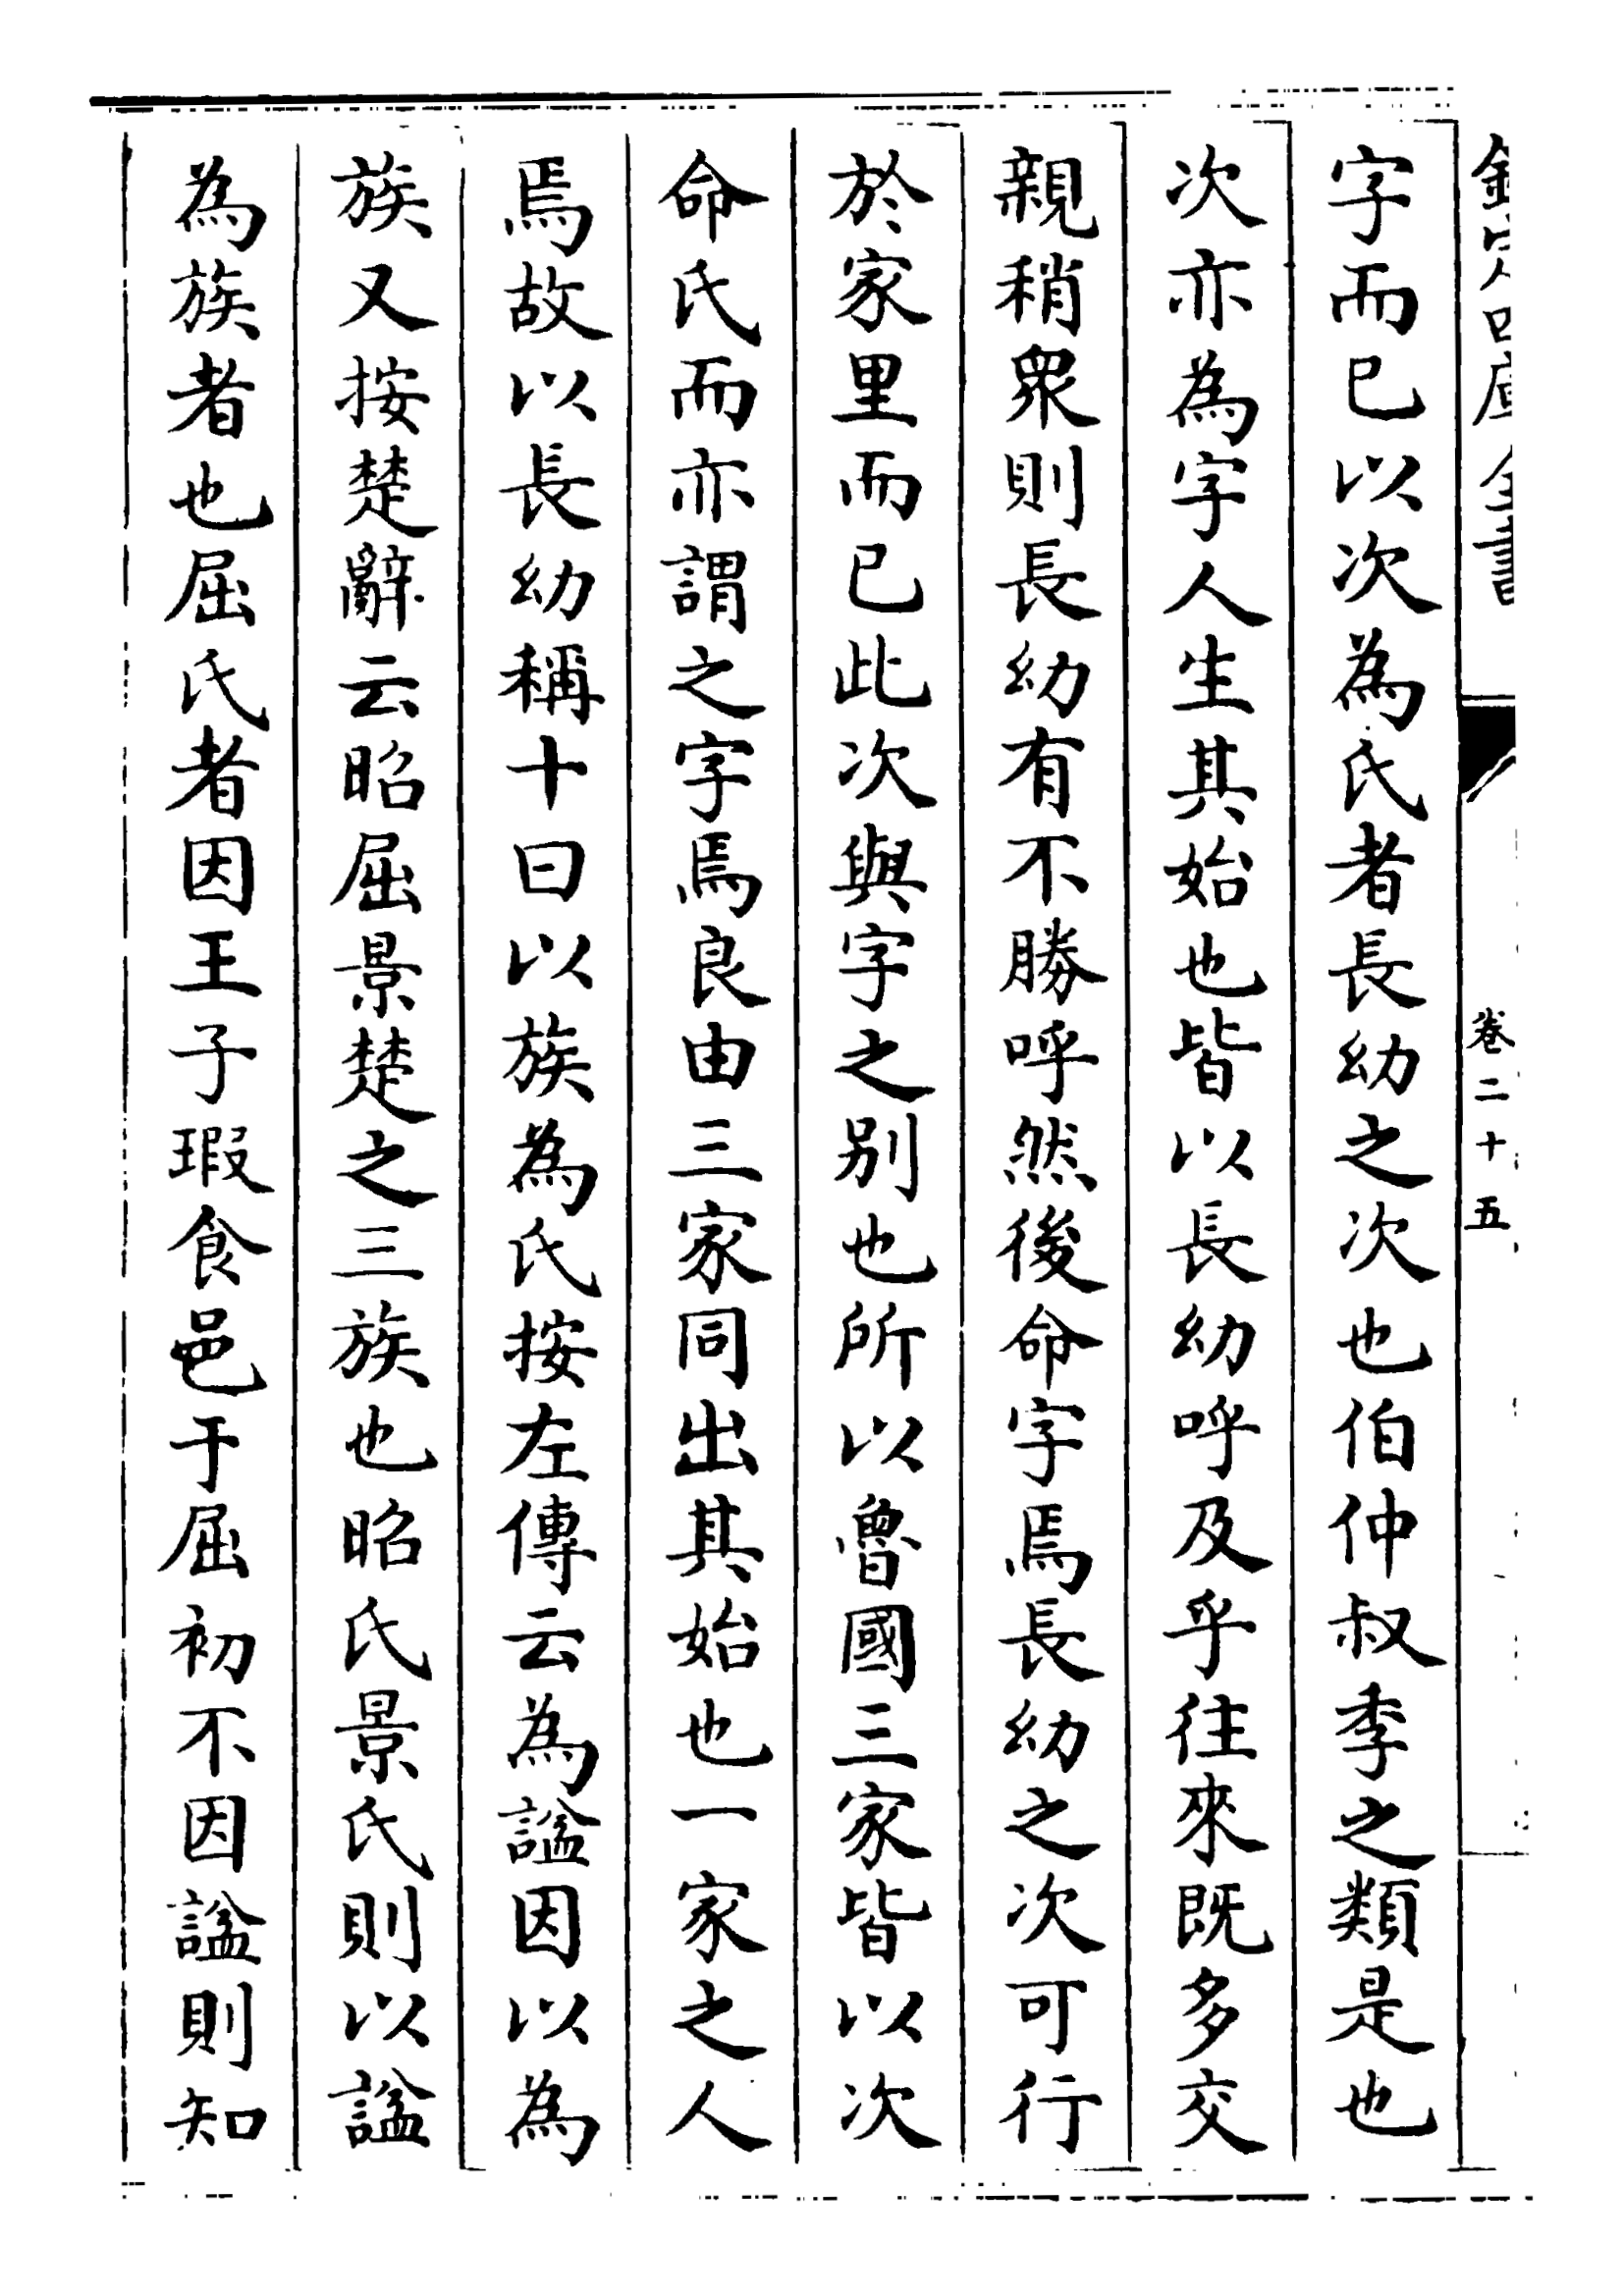 欽定四庫全書
卷二十五
字而已以次為氏者長幼之次也伯仲叔季之類是也
次亦為字人生其始也皆以長幼呼及乎往來既多交
親稍衆則長幼有不勝呼然後命字焉長幼之次可行
於家里而已此次與字之别也所以魯國三家皆以次
命氏而亦謂之字焉良由三家同出其始也一家之人
焉故以長幼稱十曰以族為氏按左傳云為諡因以為
族又按楚辭云昭屈景楚之三族也昭氏景氏則以諡
為族者也屈氏者因王子瑕食邑于屈初不因諡則知